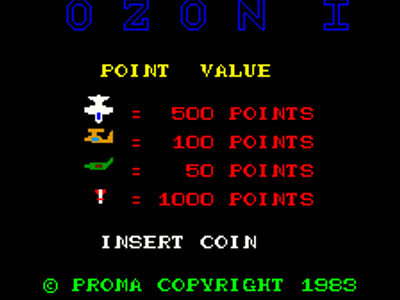 OZON I
POINT VALUE
= 500 POINTS
= 100 POINTS
= 50 POINTS
= 1000 POINTS
INSERT COIN
© PROMA COPYRIGHT 1983